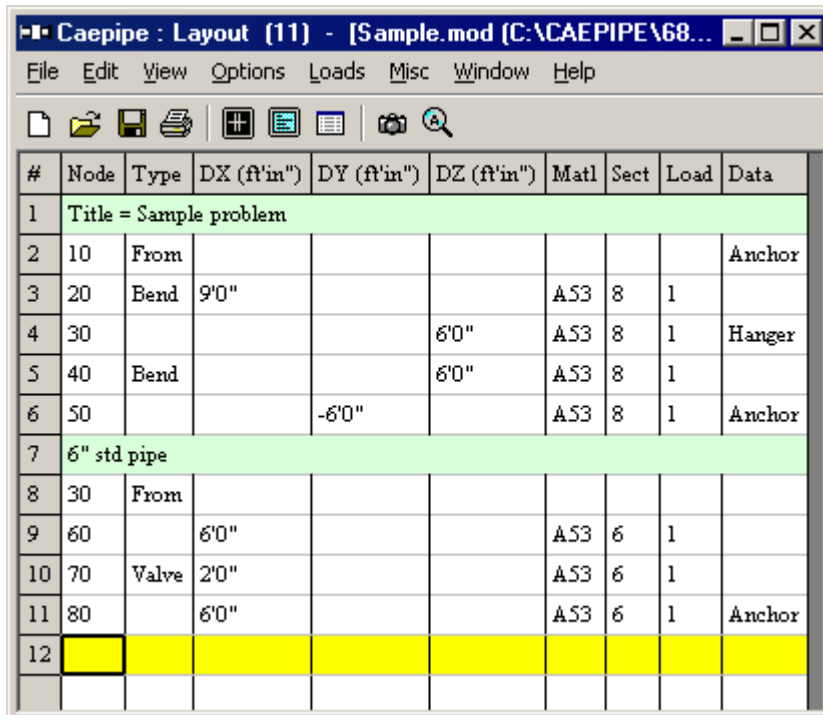 Caepipe : Layout (11) - [Sample.mod (C:\CAEPIPE\68...
File Edit View Options Loads Misc Window Help
# Node Type DX (ft'in") DY (ft'in") DZ (ft'in") Matl Sect Load Data
1 Title = Sample problem
2 10 From Anchor
3 20 Bend 9'0" A53 8 1
4 30 6'0" A53 8 1 Hanger
5 40 Bend 6'0" A53 8 1
6 50 -6'0" A53 8 1 Anchor
7 6" std pipe
8 30 From
9 60 6'0" A53 6 1
10 70 Valve 2'0" A53 6 1
11 80 6'0" A53 6 1 Anchor
12